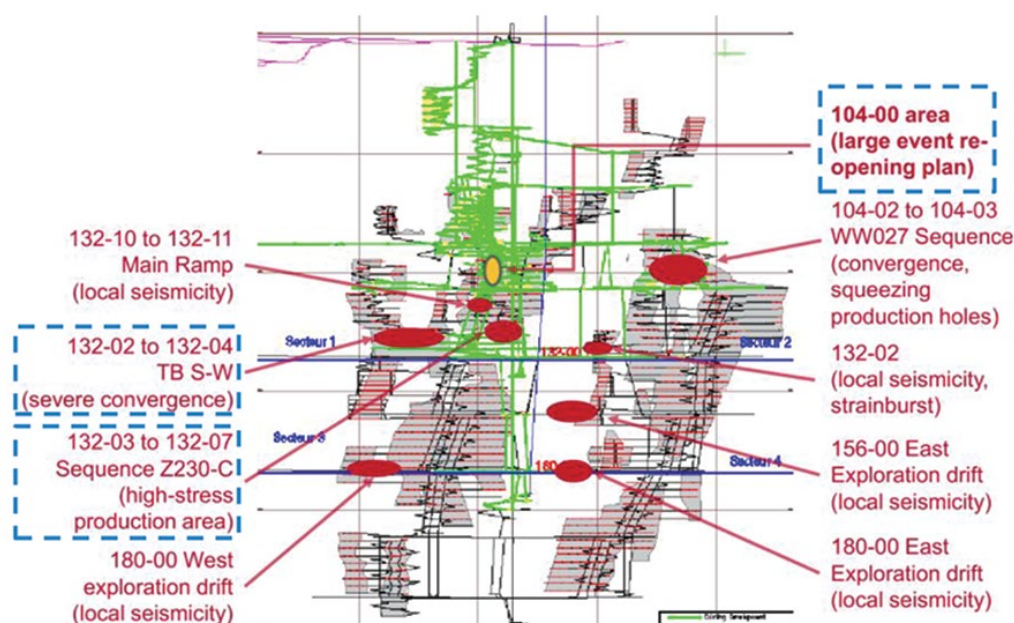 104-00 area
(large event re-
opening plan)
104-02 to 104-03
WW027 Sequence
(convergence,
squeezing
production holes)
132-10 to 132-11
Main Ramp
(local seismicity)
132-02 to 132-04
TB S-W
(severe convergence)
132-03 to 132-07
Sequence Z230-C
(high-stress
production area)
180-00 West
exploration drift
(local seismicity)
Secteur 1
Secteur 2
132-00
Secteur 3
Secteur 4
132-02
(local seismicity,
strainburst)
156-00 East
Exploration drift
(local seismicity)
180-00 East
Exploration drift
(local seismicity)